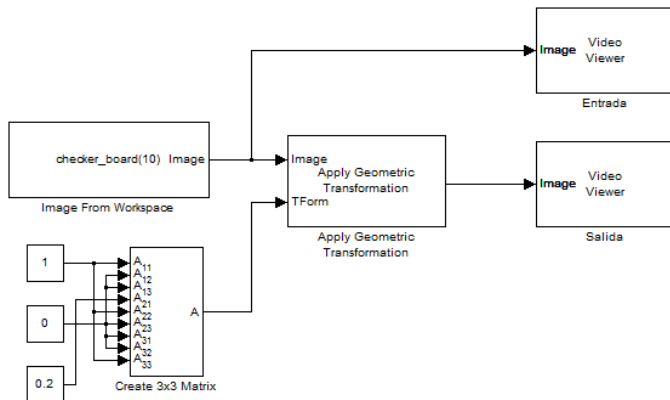 Image Video
Viewer
Entrada
checker_board(10) Image
Image From Workspace
Image
Apply Geometric
Transformation
TForm
Apply Geometric
Transformation
Image Video
Viewer
Salida
1
0
0.2
A11
A12
A13
A21
A22
A23
A31
A32
A33
A
Create 3x3 Matrix